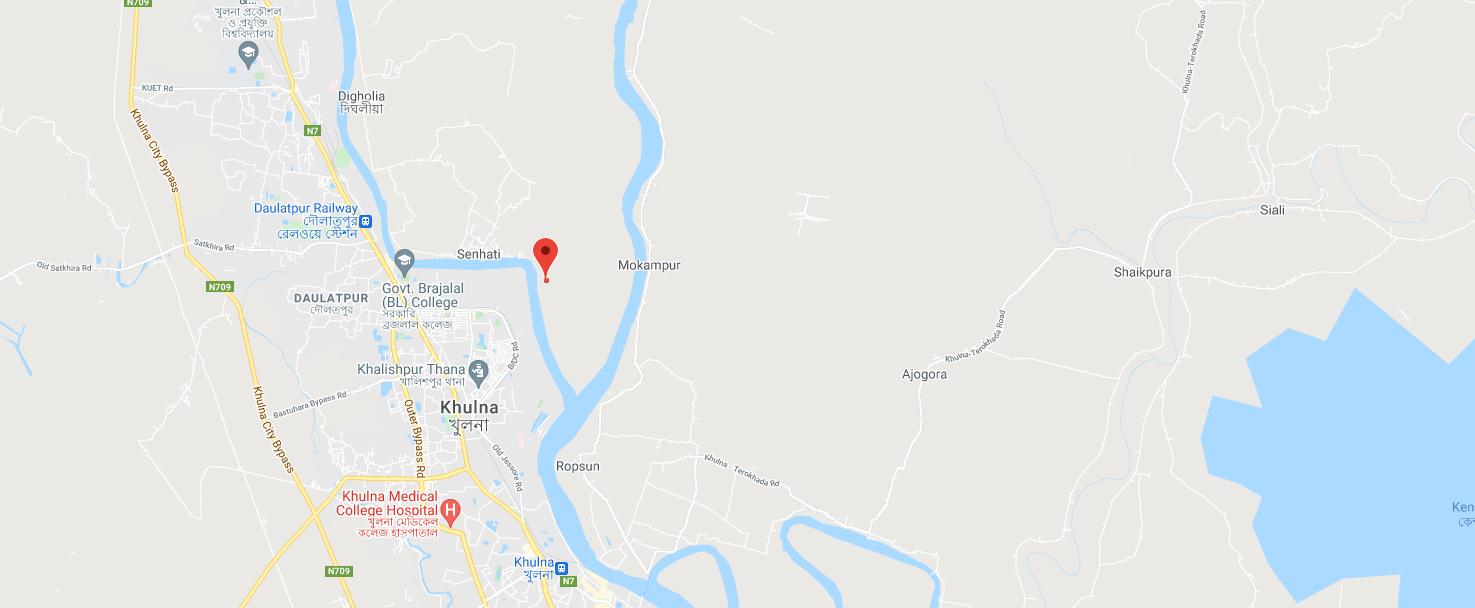 N709
খুলনা প্রকৌশল
ও প্রযুক্তি
বিশ্ববিদ্যালয়
KUET Rd
Khulna City Bypass
Digholia
দিঘলীয়া
N7
Khulna-Terokhada Road
Daulatpur Railway
দৌলাতপুর
রেলওয়ে স্টেশন
Satkhira Rd
Old Satkhira Rd
Senhati
Mokampur
Siali
Shaikpura
N709
DAULATPUR
দৌলতপুর
Govt. Brajalal
(BL) College
সরকারি
ব্রজলাল কলেজ
BIDC Rd
Khulna-Terokhada Road
Khalishpur Thana
খালিশপুর থানা
Ajogora
Khulna
খুলনা
Bastuhara Bypass Rd
Khulna City Bypass
Outer Bypass Rd
Old Jessore Rd
Ropsun
Khulna - Terokhada Rd
Khulna Medical
College Hospital
খুলনা মেডিকেল
কলেজ হাসপাতাল
H
Ken
কেন
Khulna
খুলনা
N709
N7